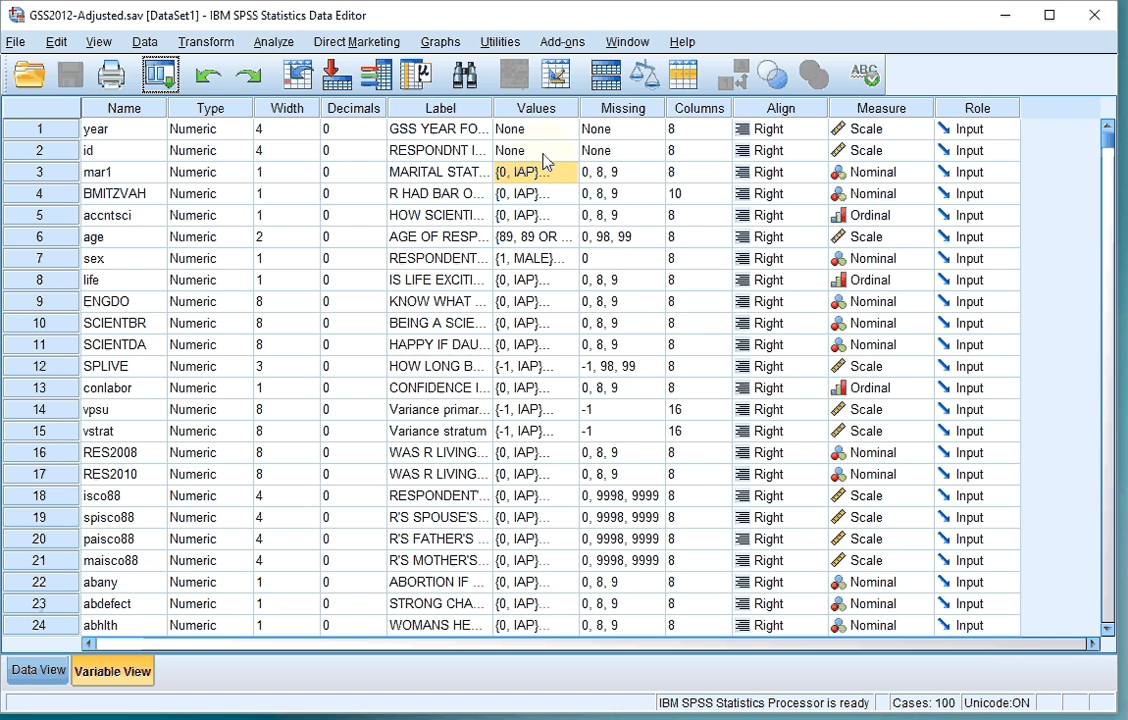 GSS2012-Adjusted.sav [DataSet1] - IBM SPSS Statistics Data Editor
File Edit View Data Transform Analyze Direct Marketing Graphs Utilities Add-ons Window Help
ABC
Name Type Width Decimals Label Values Missing Columns Align Measure Role
1 year Numeric 4 0 GSS YEAR FO... None None 8 Right Scale Input
2 id Numeric 4 0 RESPONDNT I... None None 8 Right Scale Input
3 mar1 Numeric 1 0 MARITAL STAT... {0, IAP}... 0, 8, 9 8 Right Nominal Input
4 BMITZVAH Numeric 1 0 R HAD BAR O... {0, IAP}... 0, 8, 9 10 Right Nominal Input
5 accntsci Numeric 1 0 HOW SCIENTI... {0, IAP}... 0, 8, 9 8 Right Ordinal Input
6 age Numeric 2 0 AGE OF RESP... {89, 89 OR ... 0, 98, 99 8 Right Scale Input
7 sex Numeric 1 0 RESPONDENT... {1, MALE}... 0 8 Right Nominal Input
8 life Numeric 1 0 IS LIFE EXCITI... {0, IAP}... 0, 8, 9 8 Right Ordinal Input
9 ENGDO Numeric 8 0 KNOW WHAT ... {0, IAP}... 0, 8, 9 8 Right Nominal Input
10 SCIENTBR Numeric 8 0 BEING A SCIE... {0, IAP}... 0, 8, 9 8 Right Nominal Input
11 SCIENTDA Numeric 8 0 HAPPY IF DAU... {0, IAP}... 0, 8, 9 8 Right Nominal Input
12 SPLIVE Numeric 3 0 HOW LONG B... {-1, IAP}... -1, 98, 99 8 Right Scale Input
13 conlabor Numeric 1 0 CONFIDENCE I... {0, IAP}... 0, 8, 9 8 Right Ordinal Input
14 vpsu Numeric 8 0 Variance primar... {-1, IAP}... -1 16 Right Scale Input
15 vstrat Numeric 8 0 Variance stratum {-1, IAP}... -1 16 Right Scale Input
16 RES2008 Numeric 8 0 WAS R LIVING... {0, IAP}... 0, 8, 9 8 Right Nominal Input
17 RES2010 Numeric 8 0 WAS R LIVING... {0, IAP}... 0, 8, 9 8 Right Nominal Input
18 isco88 Numeric 4 0 RESPONDENT'... {0, IAP}... 0, 9998, 9999 8 Right Scale Input
19 spisco88 Numeric 4 0 R'S SPOUSE'S... {0, IAP}... 0, 9998, 9999 8 Right Scale Input
20 paisco88 Numeric 4 0 R'S FATHER'S ... {0, IAP}... 0, 9998, 9999 8 Right Scale Input
21 maisco88 Numeric 4 0 R'S MOTHER'S... {0, IAP}... 0, 9998, 9999 8 Right Scale Input
22 abany Numeric 1 0 ABORTION IF ... {0, IAP}... 0, 8, 9 8 Right Nominal Input
23 abdefect Numeric 1 0 STRONG CHA... {0, IAP}... 0, 8, 9 8 Right Nominal Input
24 abhlth Numeric 1 0 WOMANS HE... {0, IAP}... 0, 8, 9 8 Right Nominal Input
Data View Variable View
IBM SPSS Statistics Processor is ready Cases: 100 Unicode:ON